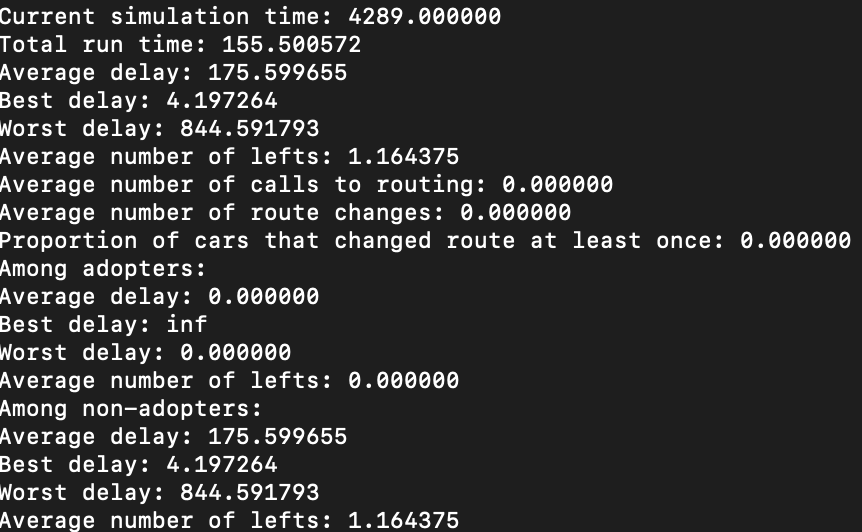 Current simulation time: 4289.000000
Total run time: 155.500572
Average delay: 175.599655
Best delay: 4.197264
Worst delay: 844.591793
Average number of lefts: 1.164375
Average number of calls to routing: 0.000000
Average number of route changes: 0.000000
Proportion of cars that changed route at least once: 0.000000
Among adopters:
Average delay: 0.000000
Best delay: inf
Worst delay: 0.000000
Average number of lefts: 0.000000
Among non-adopters:
Average delay: 175.599655
Best delay: 4.197264
Worst delay: 844.591793
Average number of lefts: 1.164375